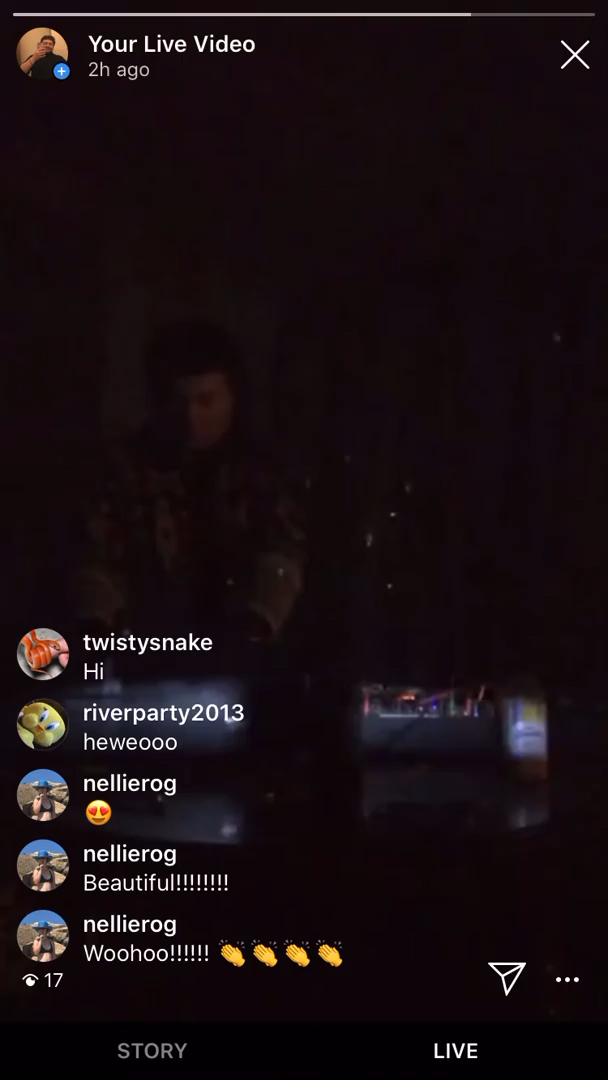 Your Live Video
2h ago
twistysnake
Hi
riverparty2013
heweooo
nellierog
😍
nellierog
Beautiful!!!!!!!!
nellierog
Woohoo!!!!!! 👏 👏 👏 👏
17
STORY LIVE